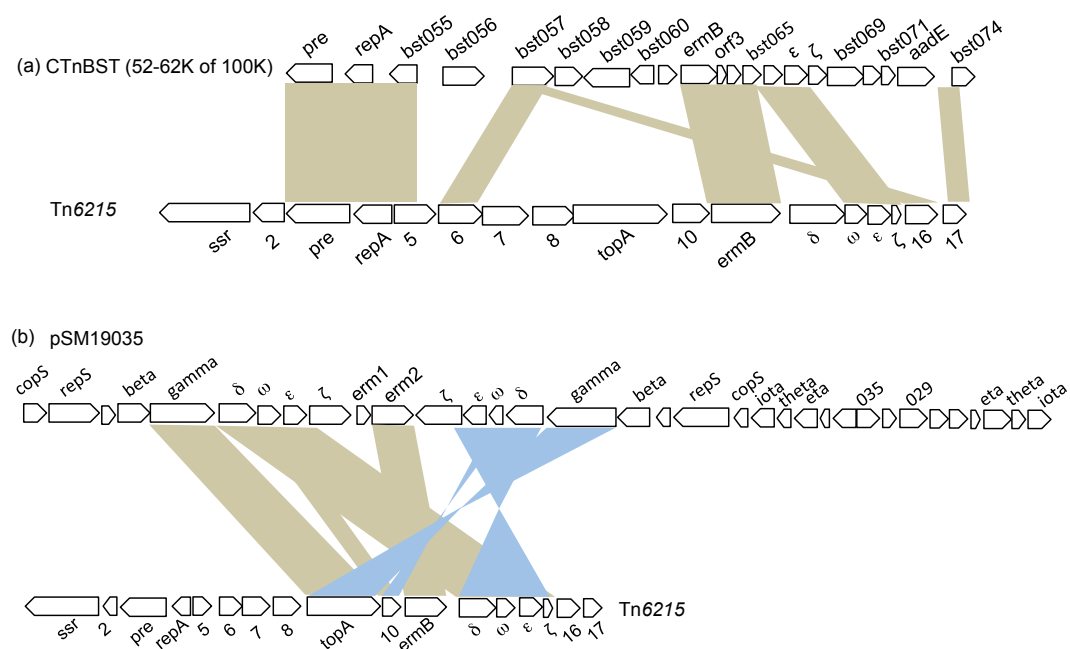 pre repA bst055 bst056 bst057 bst058 bst059 bst060 ermB orf3 bst065 ε ζ bst069 bst071 aadE bst074
(a) CTnBST (52-62K of 100K)
Tn6215
ssr 2 pre repA 5 6 7 8 topA 10 ermB δ ω ε ζ 16 17
(b) pSM19035
copS repS beta gamma δ ω ε ζ erm1 erm2 ζ ε ω δ gamma beta repS copS iota theta eta 035 029 eta theta iota
Tn6215
ssr 2 pre repA 5 6 7 8 topA 10 ermB δ ω ε ζ 16 17